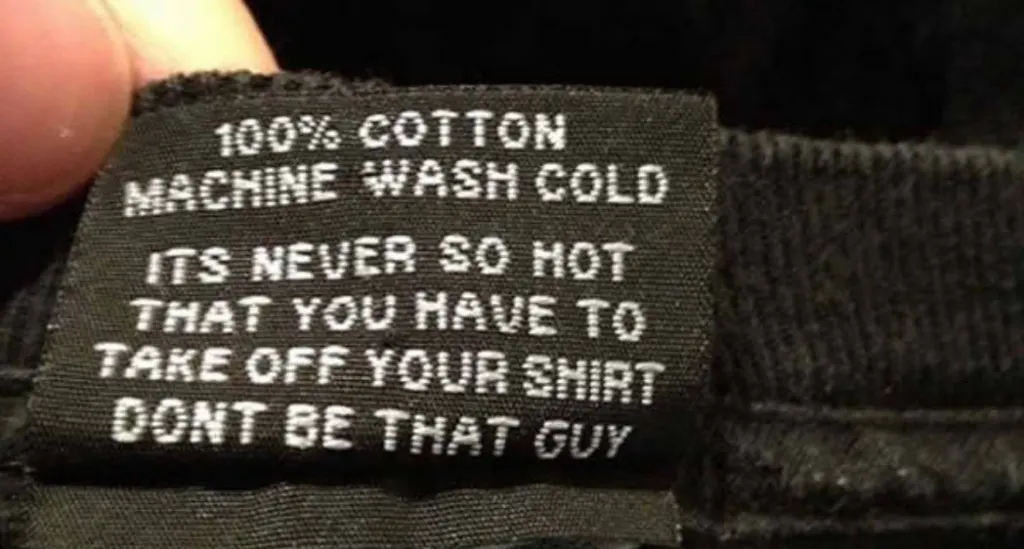 100% COTTON
MACHINE WASH COLD
ITS NEVER SO HOT
THAT YOU HAVE TO
TAKE OFF YOUR SHIRT
DONT BE THAT GUY